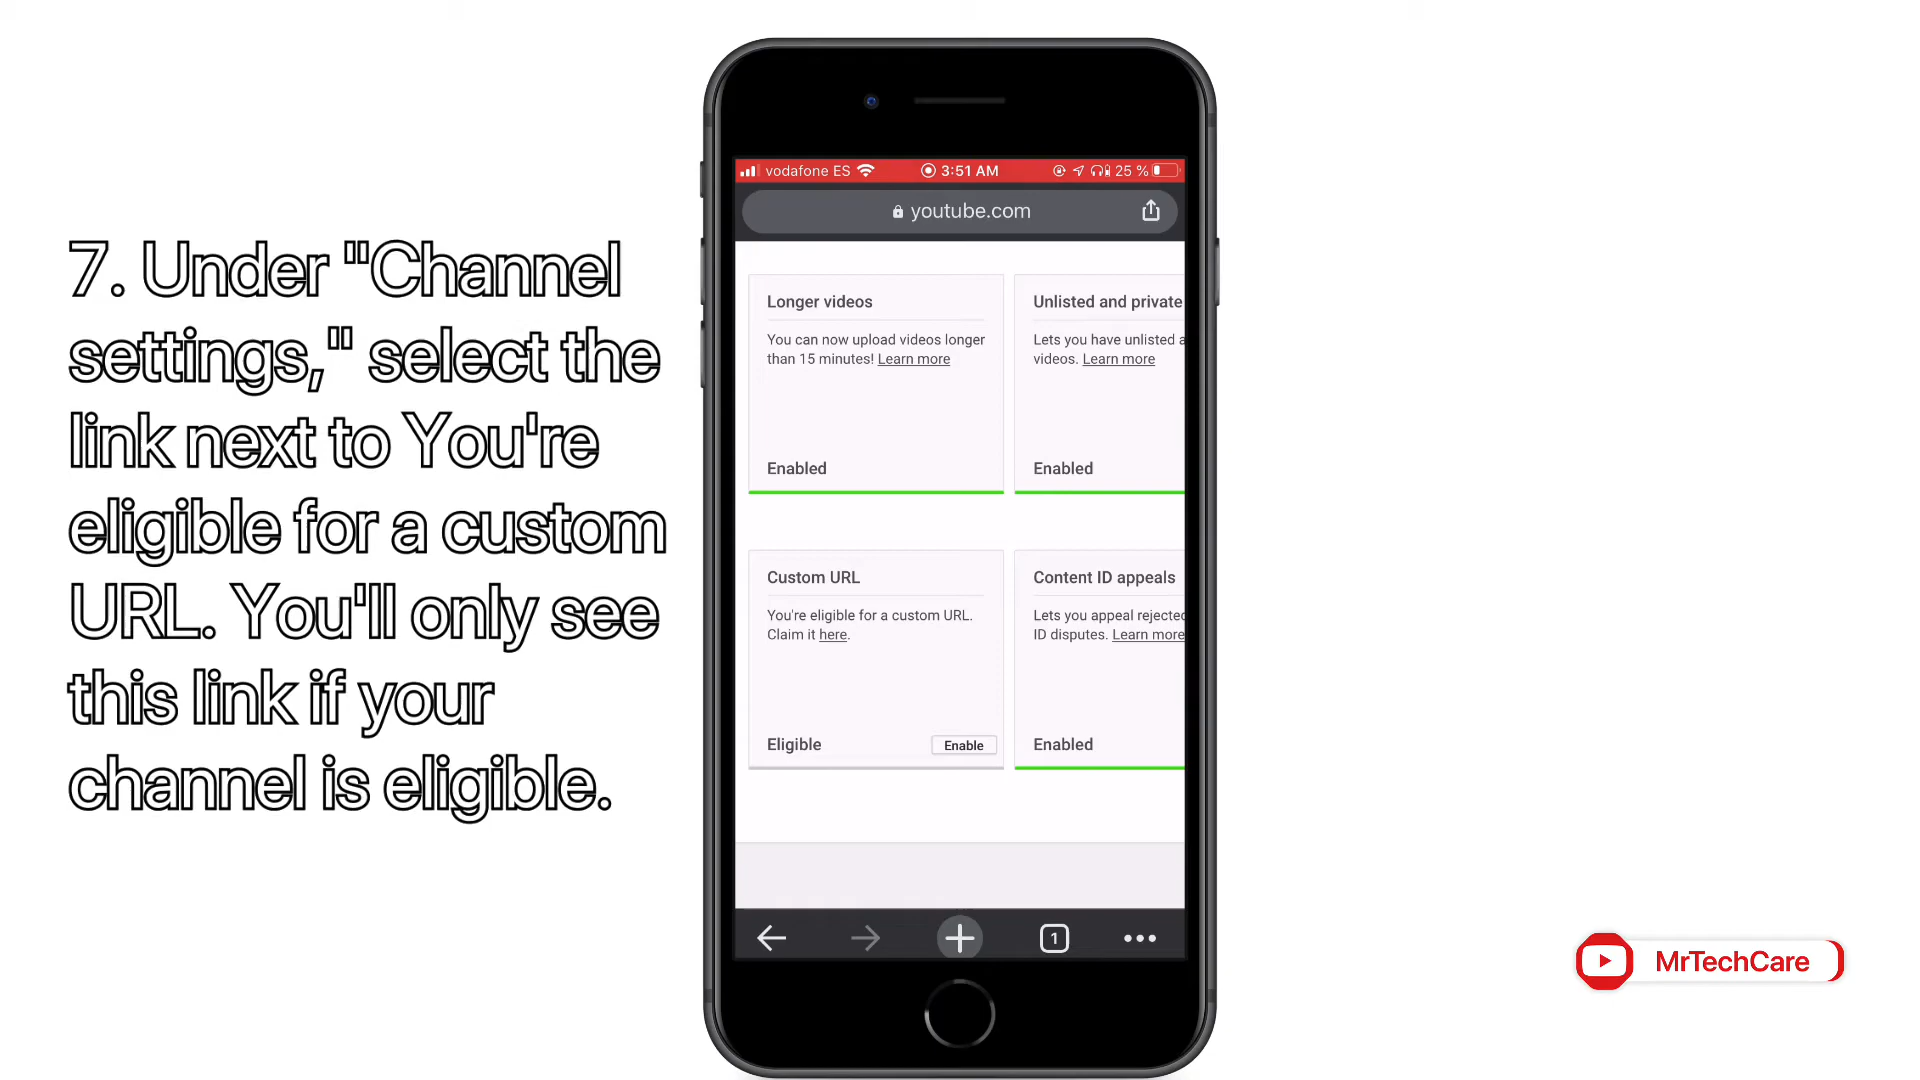 7. Under "Channel
settings," select the
link next to You're
eligible for a custom
URL. You'll only see
this link if your
channel is eligible.
vodafone ES 3:51 AM 25 %
youtube.com
Longer videos
You can now upload videos longer
than 15 minutes! Learn more
Enabled
Unlisted and private
Lets you have unlisted a
videos. Learn more
Enabled
Custom URL
You're eligible for a custom URL.
Claim it here.
Eligible Enable
Content ID appeals
Lets you appeal rejected
ID disputes. Learn more
Enabled
1
MrTechCare